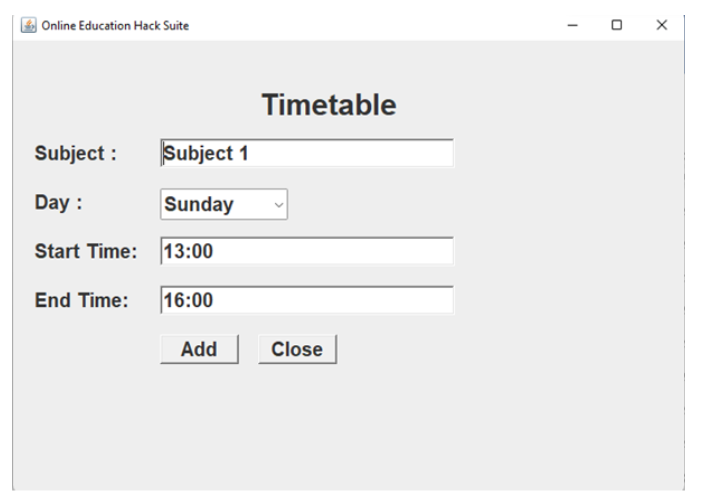 Online Education Hack Suite
Timetable
Subject : Subject 1
Day : Sunday
Start Time: 13:00
End Time: 16:00
Add Close